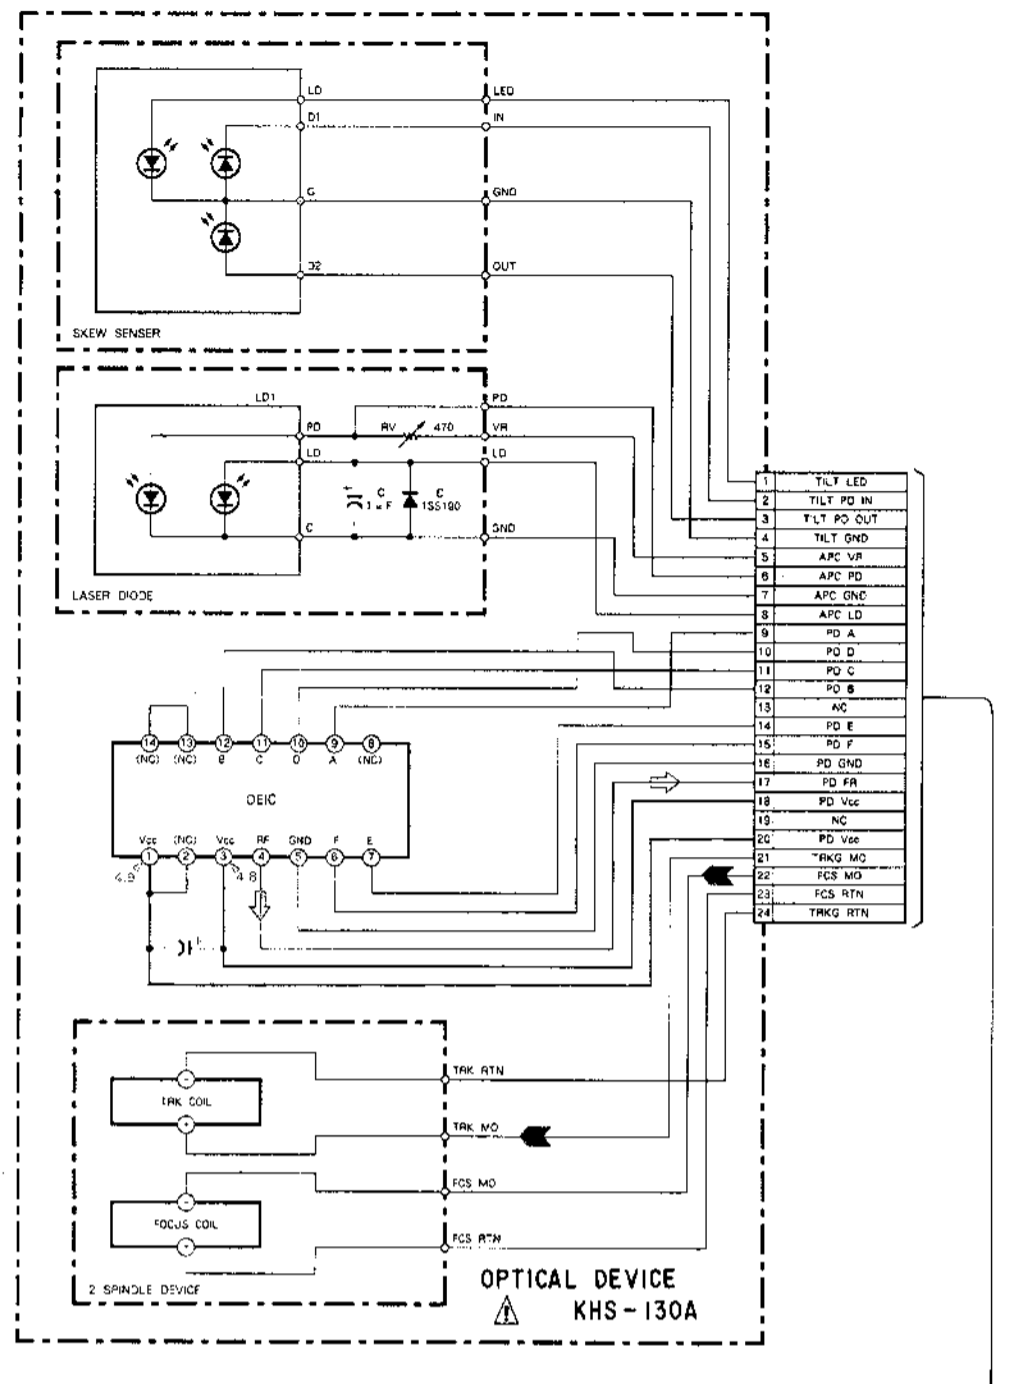 LD
LED
D1
IN
G
GND
D2
OUT
SKEW SENSER
LD1
PD
PD
RV 470
VR
LD
LD
C
C
1SS190
C
GND
LASER DIODE
1 TILT LED
2 TILT PD IN
3 TILT PD OUT
4 TILT GND
5 APC VR
6 APC PD
7 APC GND
8 APC LD
9 PD A
10 PD D
11 PD C
12 PD B
13 NC
14 PD E
15 PD F
16 PD GND
17 PD FR
18 PD Vcc
19 NC
20 PD Vcc
21 TRKG MO
22 FCS MO
23 FCS RTN
24 TRKG RTN
14 13 12 11 10 9 8
(NC) (NC) B C D A (NC)
OEIC
Vcc (NC) Vcc RF GND F E
1 2 3 4 5 6 7
4.8
TRK RTN
TRK COIL
TRK MO
FCS MO
FOCUS COIL
FCS RTN
2 SPINDLE DEVICE
OPTICAL DEVICE
KHS-130A